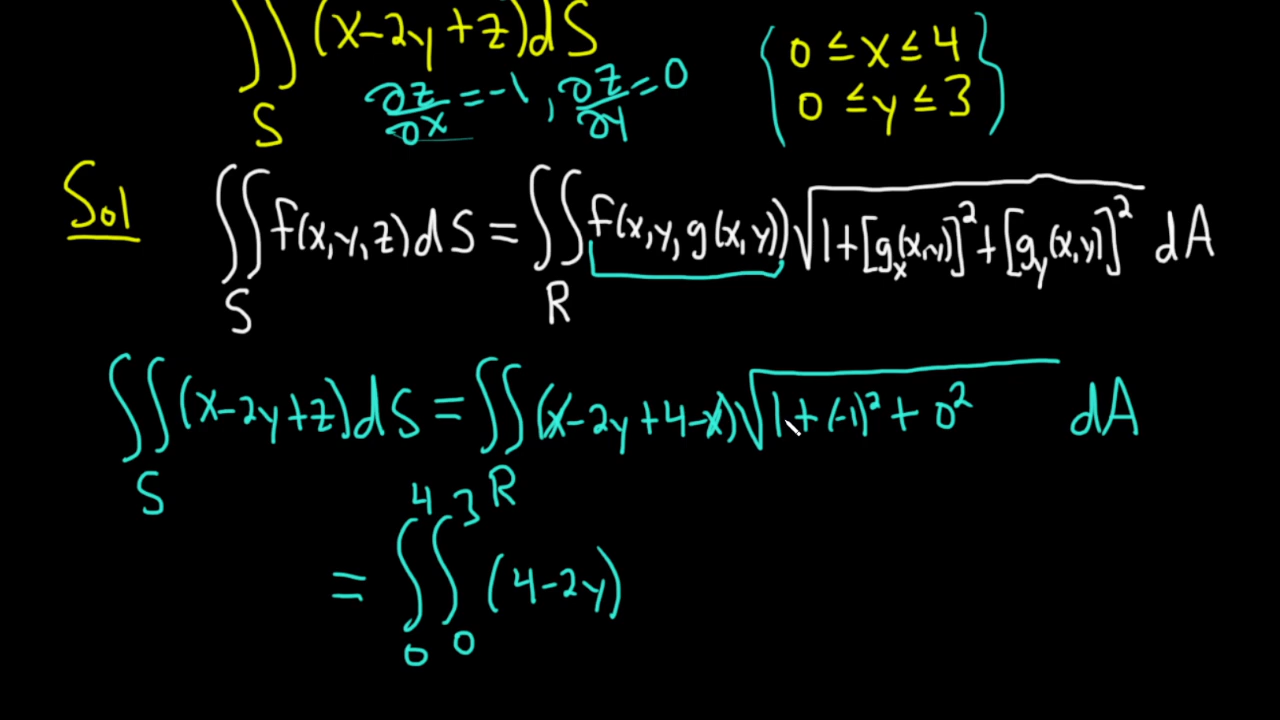 ∬_S (x-2y+z)dS
0 ≤ x ≤ 4
0 ≤ y ≤ 3
∂z/∂x = -1, ∂z/∂y = 0
Sol
∬_S f(x,y,z)dS = ∬_R f(x,y,g(x,y))√(1+[g_x(x,y)]²+[g_y(x,y)]²) dA
∬_S (x-2y+z)dS = ∬_R (x-2y+4-x)√(1+(-1)²+0²) dA
= ∫_0^4 ∫_0^3 (4-2y)